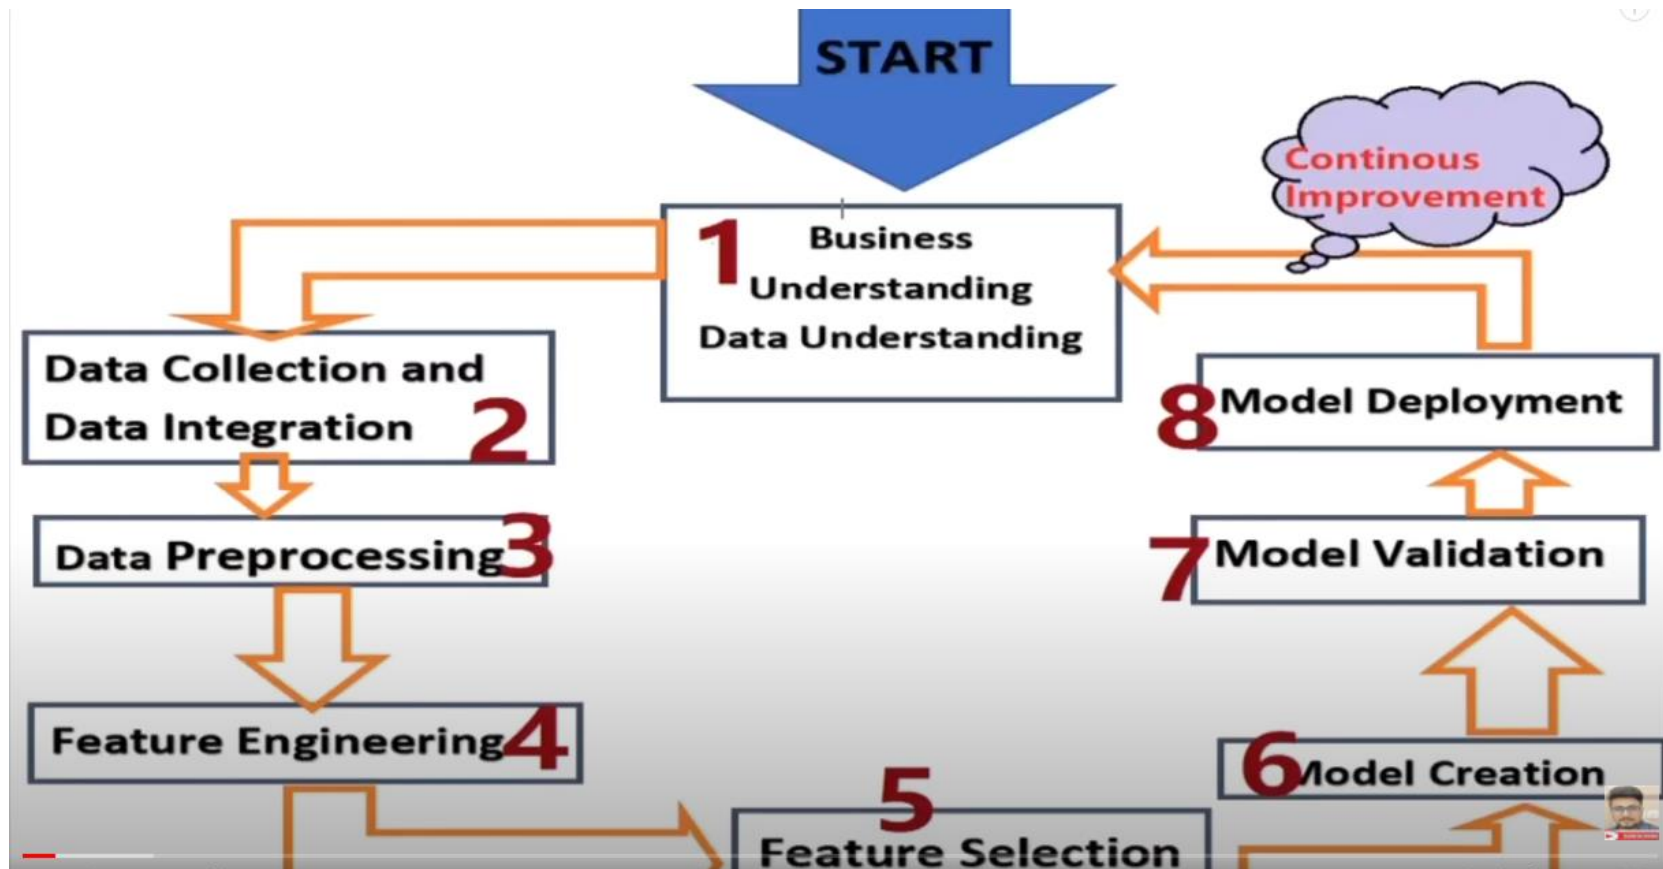 START
Continous
Improvement
1
Business
Understanding
Data Understanding
Data Collection and
Data Integration
2
Data Preprocessing
3
Feature Engineering
4
5
Feature Selection
6
Model Creation
7
Model Validation
8
Model Deployment